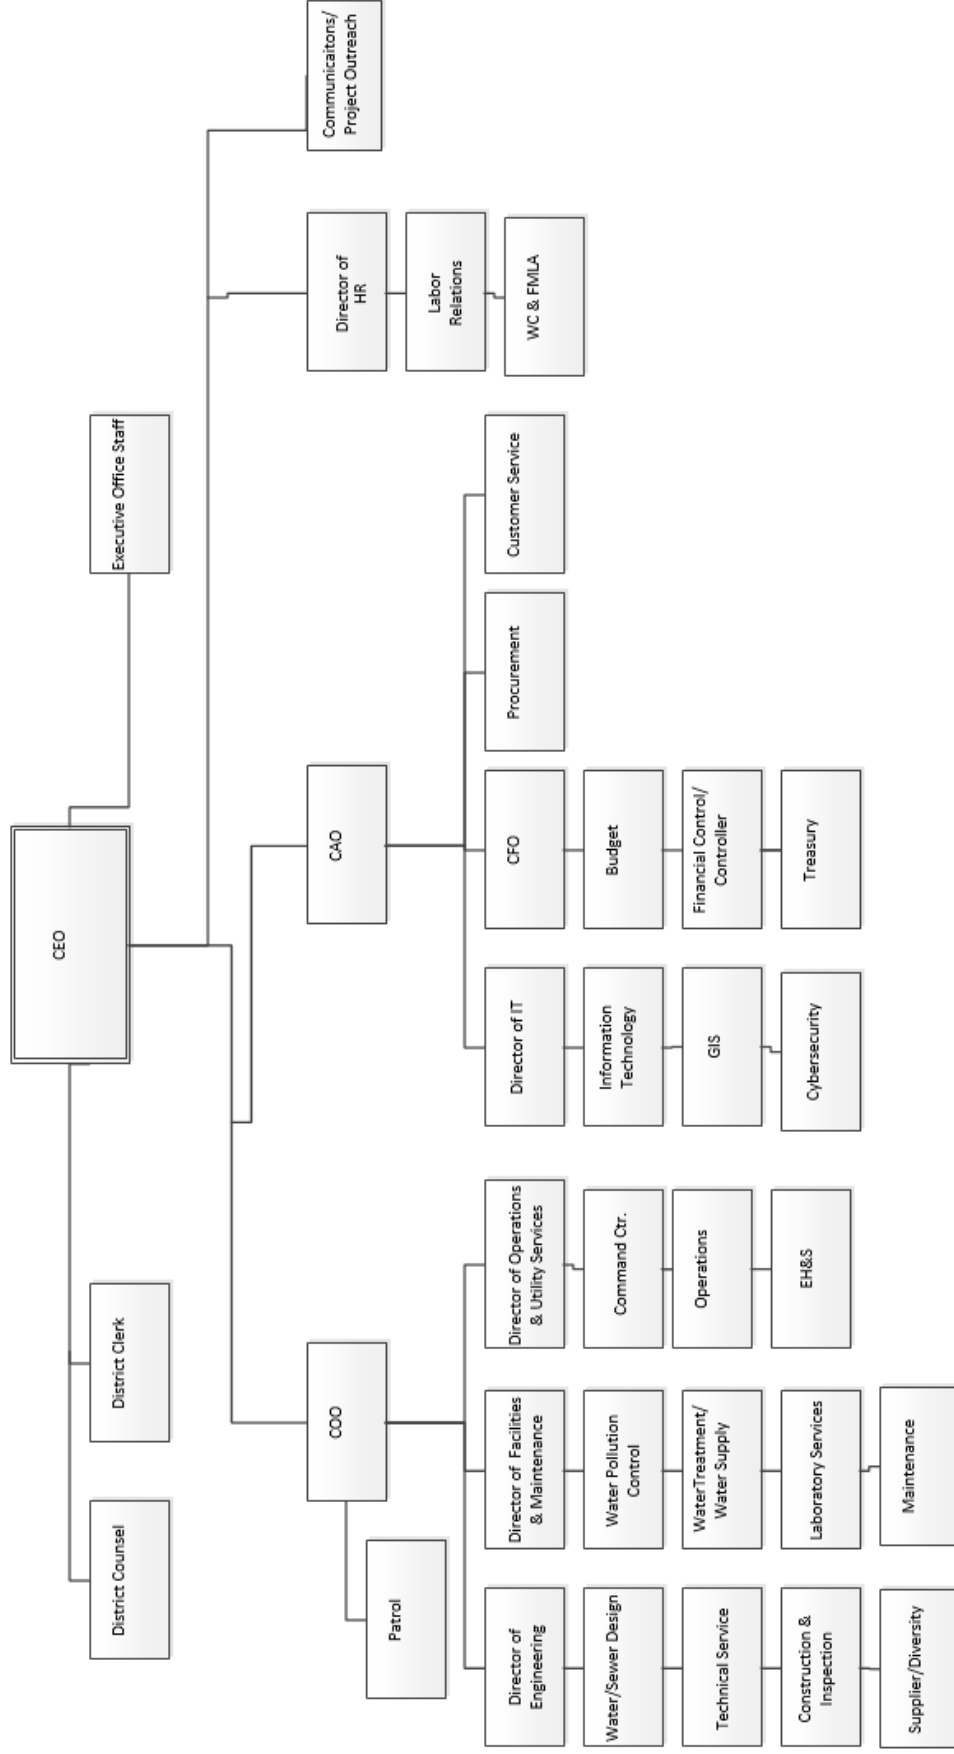 CEO
District Counsel
District Clerk
Executive Office Staff
COO
CAO
Director of
HR
Communicaitons/
Project Outreach
Patrol
Labor
Relations
WC & FMLA
Director of
Engineering
Director of Facilities
& Maintenance
Director of Operations
& Utility Services
Director of IT
CFO
Procurement
Customer Service
Water/Sewer Design
Water Pollution
Control
Command Ctr.
Information
Technology
Budget
Technical Service
WaterTreatment/
Water Supply
Operations
GIS
Financial Control/
Controller
Construction &
Inspection
Laboratory Services
EH&S
Cybersecurity
Treasury
Supplier/Diversity
Maintenance